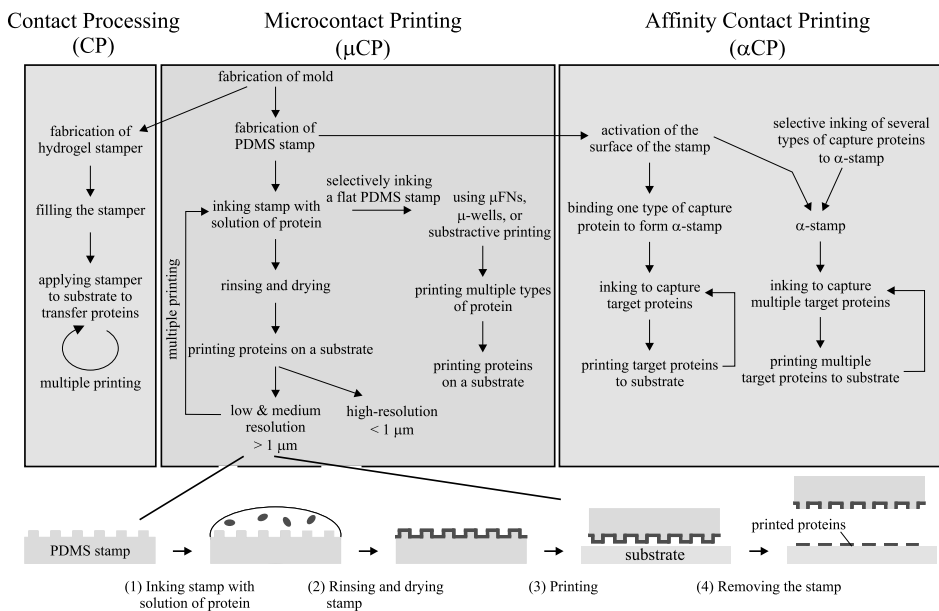 Contact Processing
(CP)
Microcontact Printing
(μCP)
Affinity Contact Printing
(αCP)
fabrication of
hydrogel stamper
filling the stamper
applying stamper
to substrate to
transfer proteins
multiple printing
fabrication of mold
fabrication of
PDMS stamp
inking stamp with
solution of protein
rinsing and drying
printing proteins on a substrate
low & medium
resolution
> 1 μm
high-resolution
< 1 μm
multiple printing
selectively inking
a flat PDMS stamp
using μFNs,
μ-wells, or
substractive printing
printing multiple types
of protein
printing proteins
on a substrate
activation of the
surface of the stamp
binding one type of capture
protein to form α-stamp
inking to capture
target proteins
printing target proteins
to substrate
selective inking of several
types of capture proteins
to α-stamp
α-stamp
inking to capture
multiple target proteins
printing multiple
target proteins to substrate
PDMS stamp
substrate
printed proteins
(1) Inking stamp with
solution of protein
(2) Rinsing and drying
stamp
(3) Printing
(4) Removing the stamp